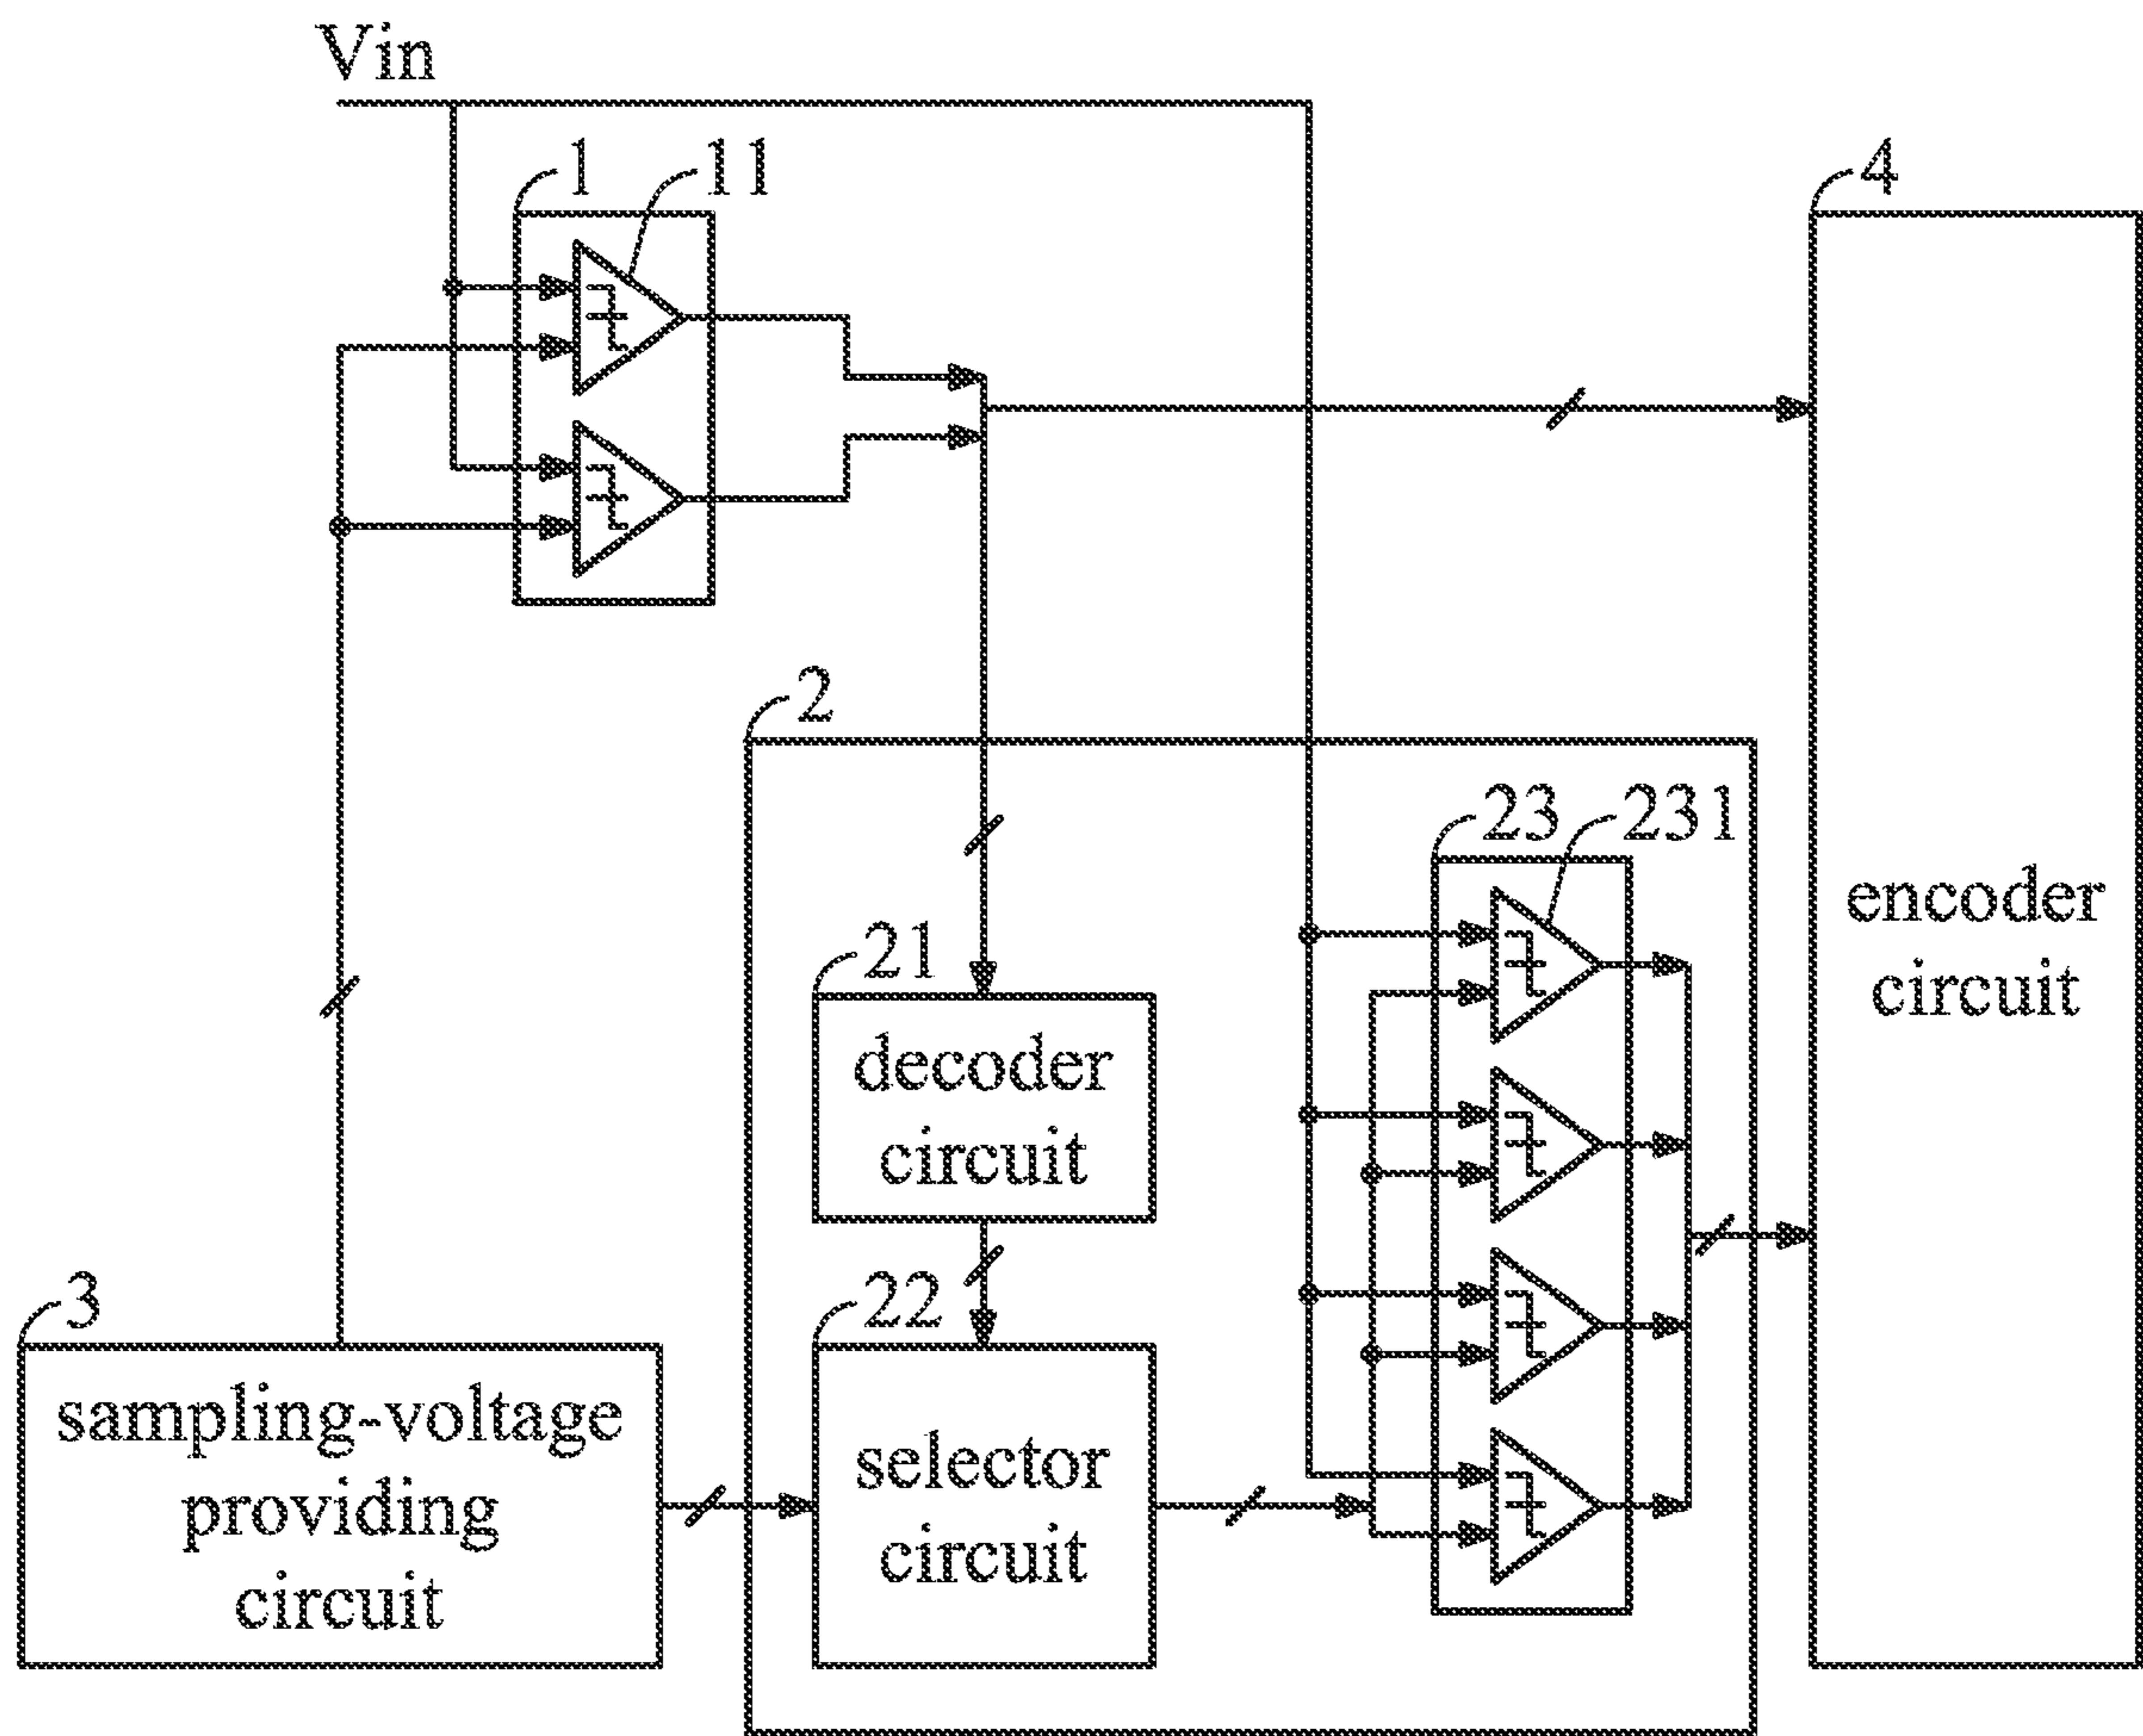 Vin
1
11
4
2
23
231
encoder
circuit
21
decoder
circuit
3
22
sampling-voltage
providing
circuit
selector
circuit